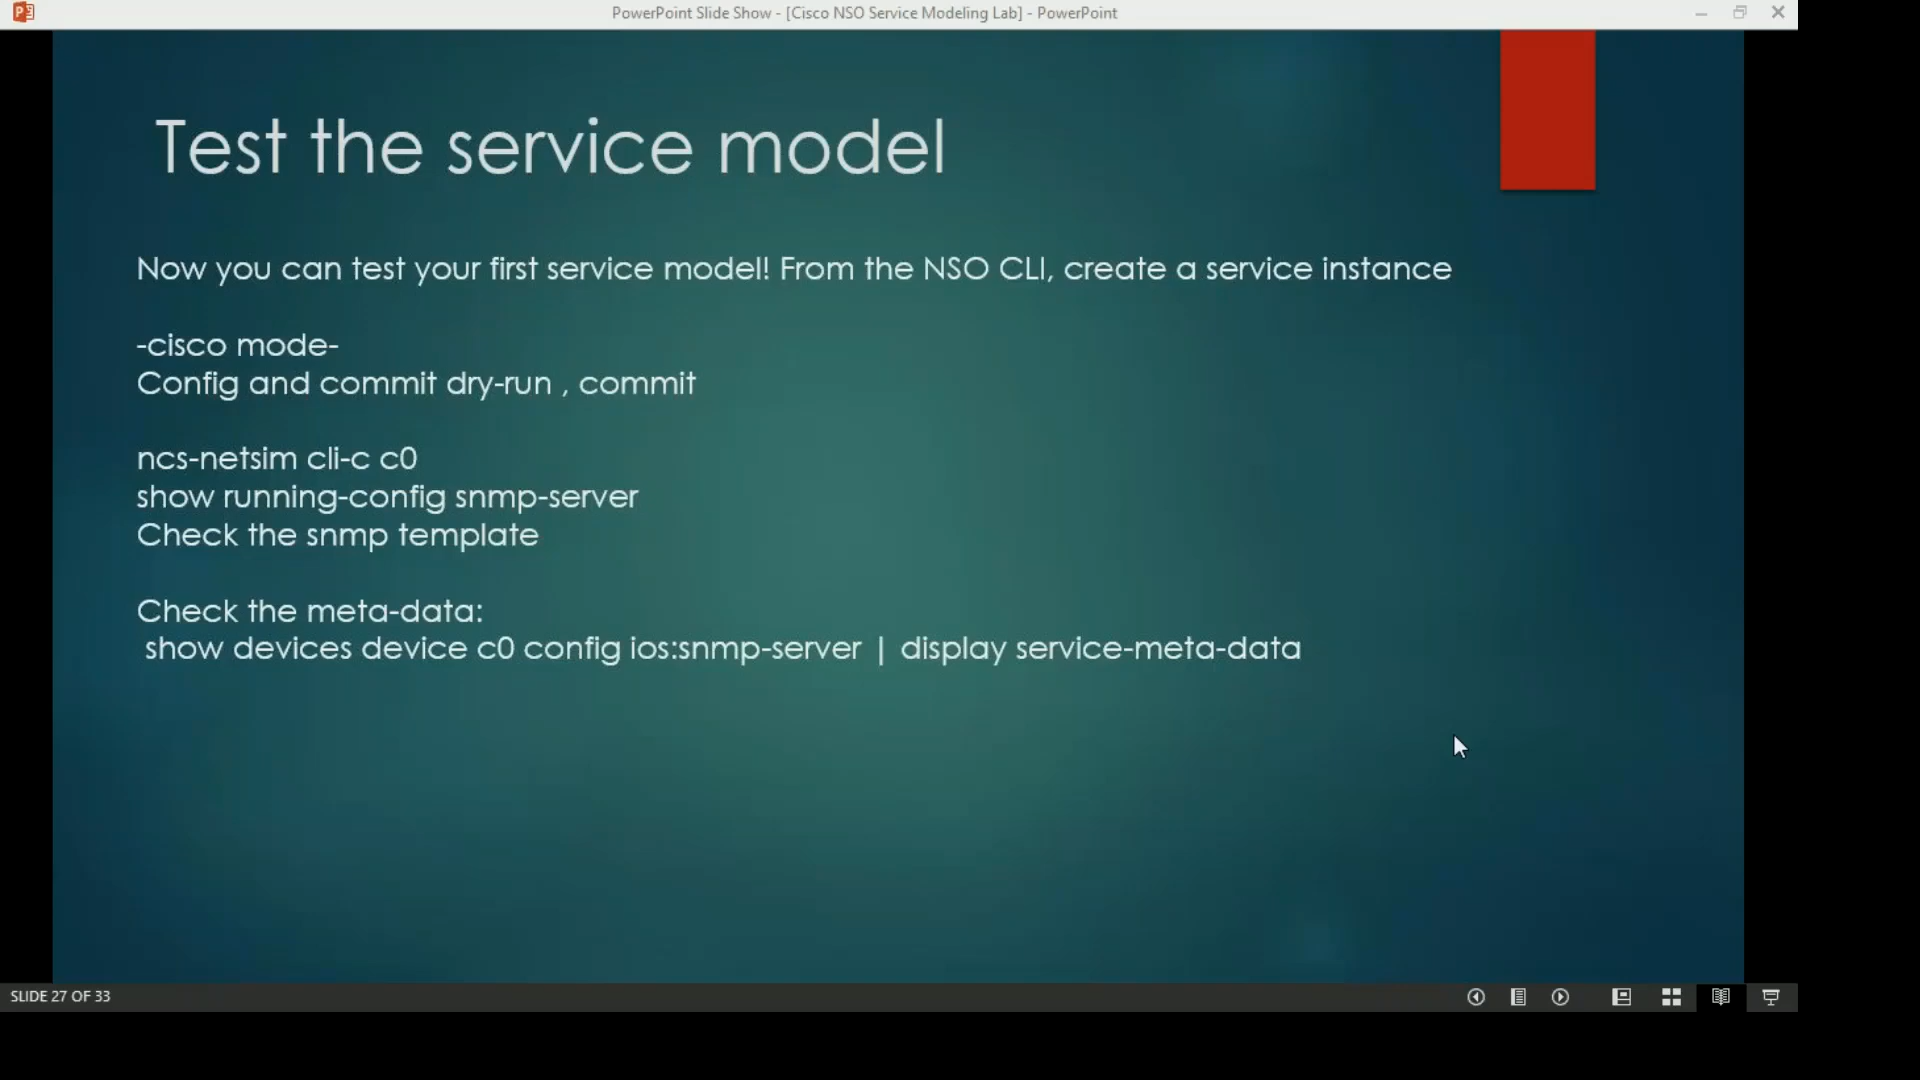 PowerPoint Slide Show - [Cisco NSO Service Modeling Lab] - PowerPoint
Test the service model
Now you can test your first service model! From the NSO CLI, create a service instance
-cisco mode-
Config and commit dry-run , commit
ncs-netsim cli-c c0
show running-config snmp-server
Check the snmp template
Check the meta-data:
show devices device c0 config ios:snmp-server | display service-meta-data
SLIDE 27 OF 33